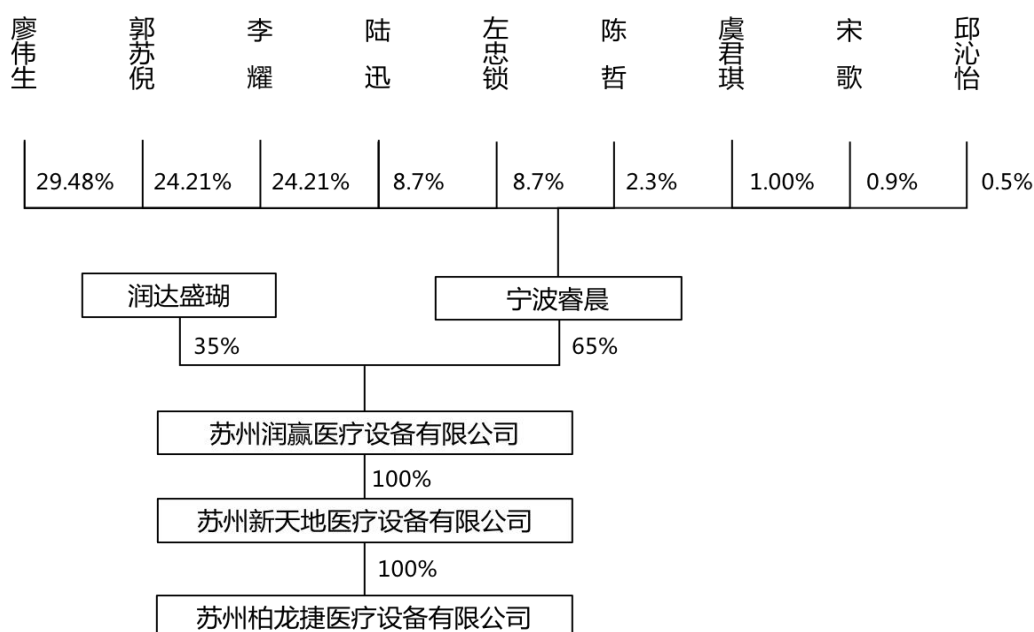 廖伟生
郭苏倪
李耀
陆迅
左忠锁
陈哲
虞君琪
宋歌
邱沁怡
29.48%
24.21%
24.21%
8.7%
8.7%
2.3%
1.00%
0.9%
0.5%
润达盛瑚
宁波睿晨
35%
65%
苏州润赢医疗设备有限公司
100%
苏州新天地医疗设备有限公司
100%
苏州柏龙捷医疗设备有限公司